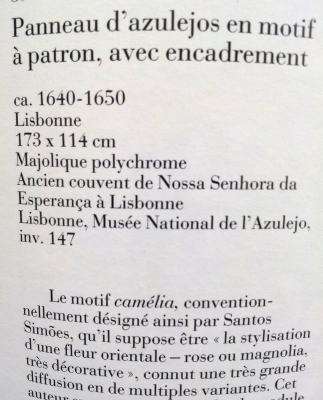 Panneau d'azulejos en motif
à patron, avec encadrement
ca. 1640-1650
Lisbonne
173 x 114 cm
Majolique polychrome
Ancien couvent de Nossa Senhora da
Esperança à Lisbonne
Lisbonne, Musée National de l'Azulejo,
inv. 147
Le motif camélia, convention-
nellement désigné ainsi par Santos
Simões, qu'il suppose être « la stylisation
d'une fleur orientale – rose ou magnolia,
très décorative », connut une très grande
diffusion en de multiples variantes. Cet
auteur